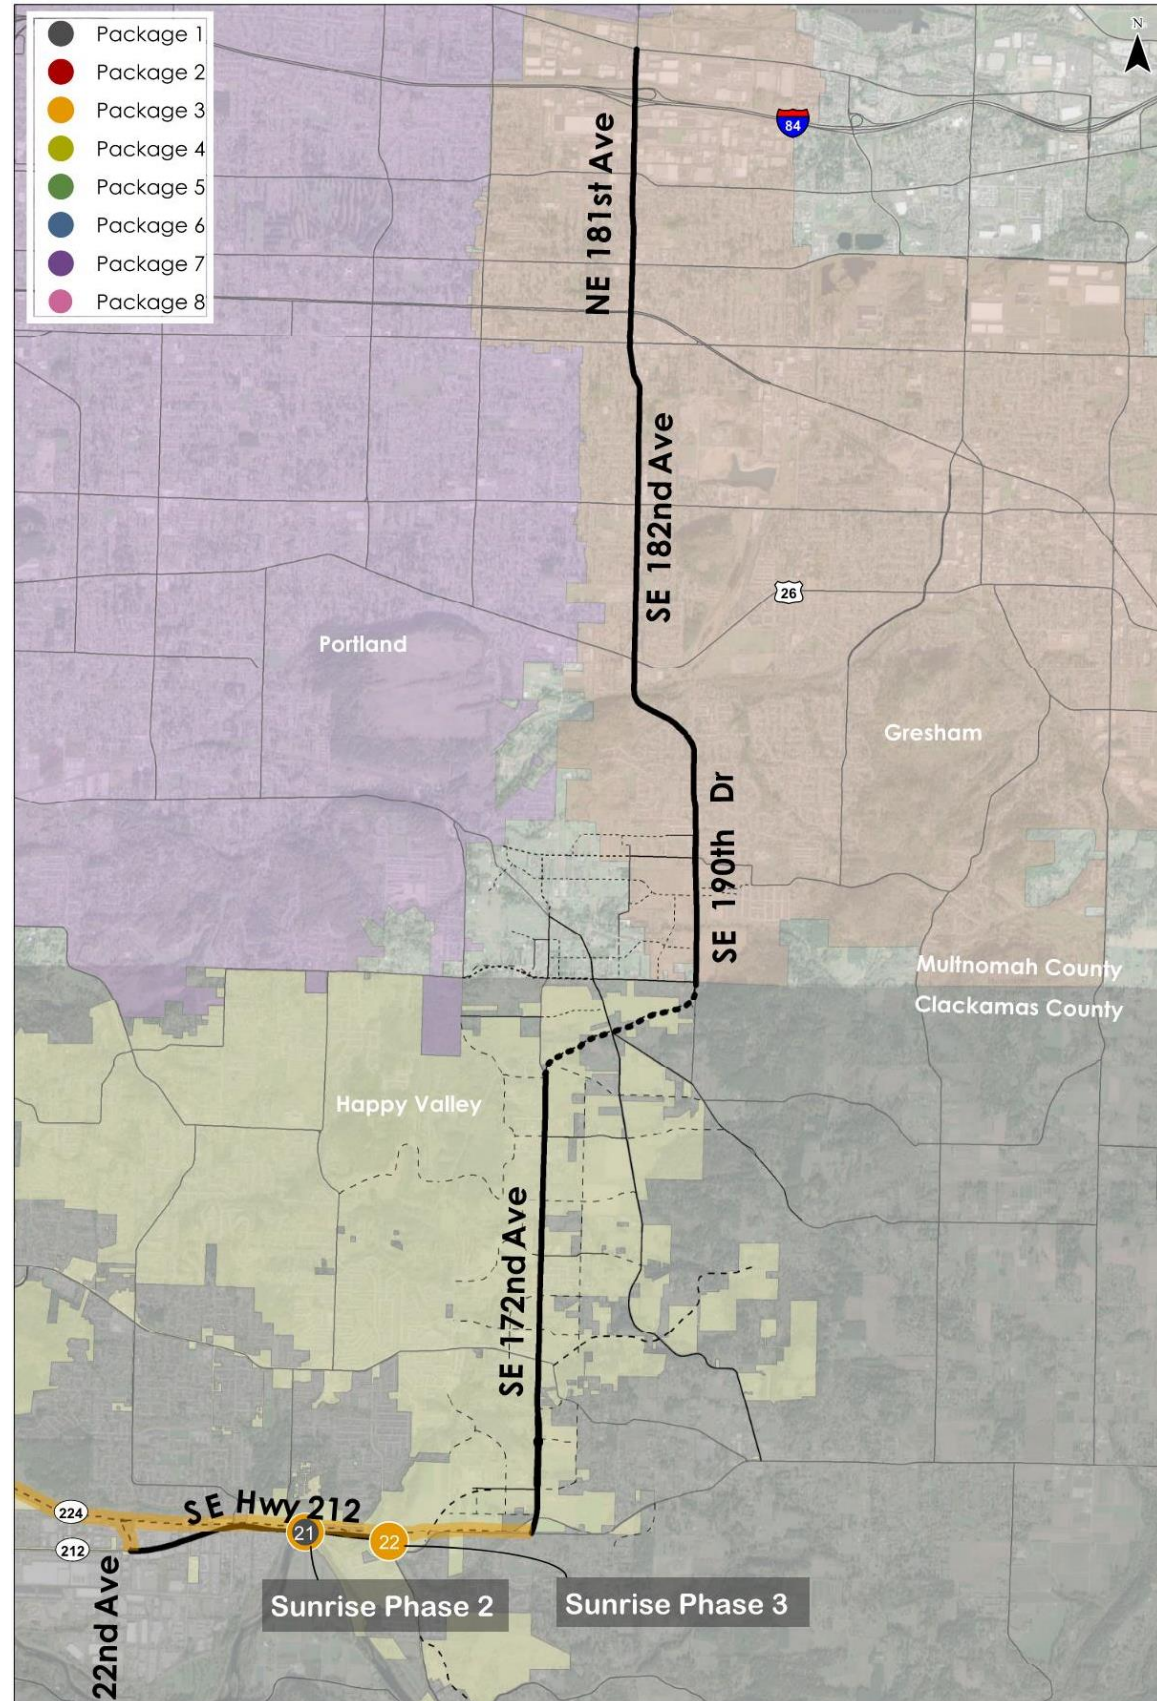 Package 1
Package 2
Package 3
Package 4
Package 5
Package 6
Package 7
Package 8
N
84
NE 181st Ave
SE 182nd Ave
26
Portland
Gresham
SE 190th Dr
Multnomah County
Clackamas County
Happy Valley
SE 172nd Ave
224
SE Hwy 212
212
21
22
22nd Ave
Sunrise Phase 2
Sunrise Phase 3